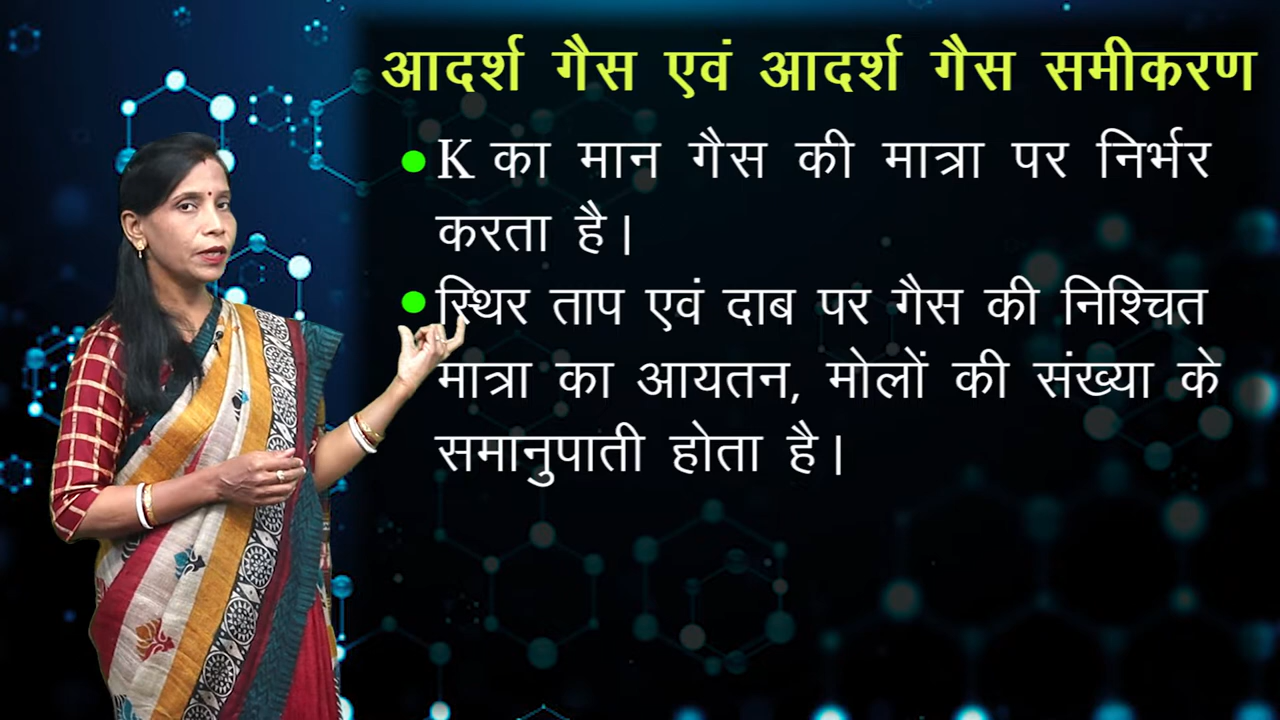 आदर्श गैस एवं आदर्श गैस समीकरण
K का मान गैस की मात्रा पर निर्भर
करता है।
स्थिर ताप एवं दाब पर गैस की निश्चित
मात्रा का आयतन, मोलों की संख्या के
समानुपाती होता है।